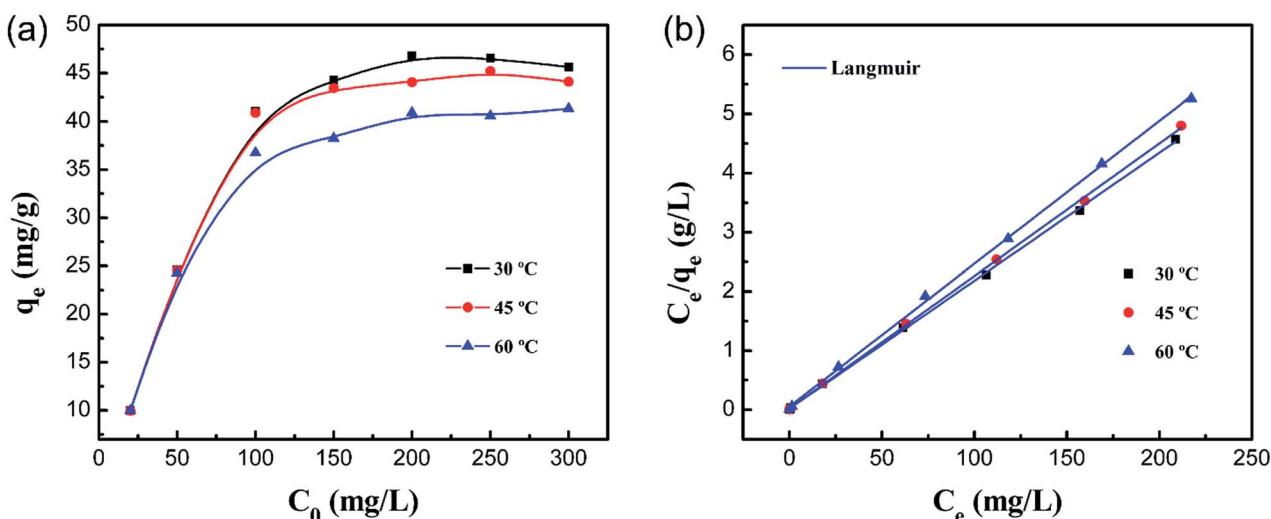 (a)
50
45
40
35
30
25
20
15
10
qe (mg/g)
30 ºC
45 ºC
60 ºC
0 50 100 150 200 250 300
C0 (mg/L)
(b)
6
5
4
3
2
1
0
Ce/qe (g/L)
Langmuir
30 ºC
45 ºC
60 ºC
0 50 100 150 200 250
Ce (mg/L)